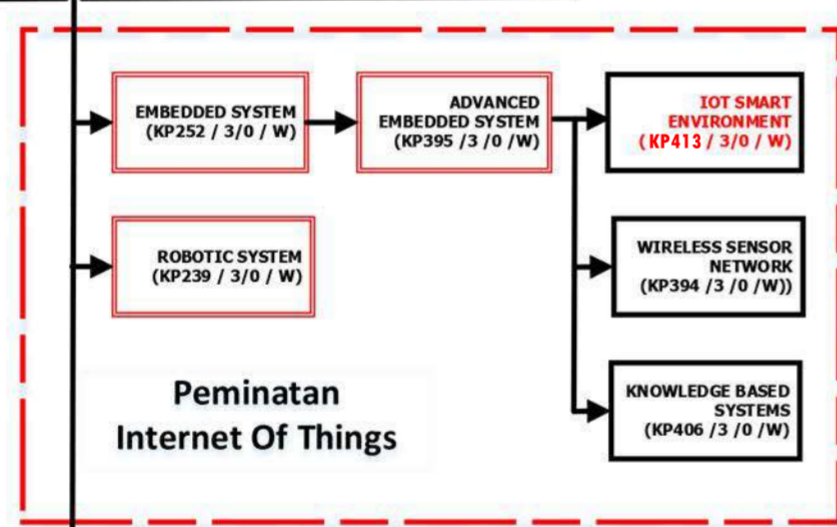 EMBEDDED SYSTEM
(KP252 / 3/0 / W)
ADVANCED
EMBEDDED SYSTEM
(KP395 /3 /0 /W)
IOT SMART
ENVIRONMENT
(KP413 / 3/0 / W)
ROBOTIC SYSTEM
(KP239 / 3/0 / W)
WIRELESS SENSOR
NETWORK
(KP394 /3 /0 /W))
KNOWLEDGE BASED
SYSTEMS
(KP406 /3 /0 /W)
Peminatan
Internet Of Things